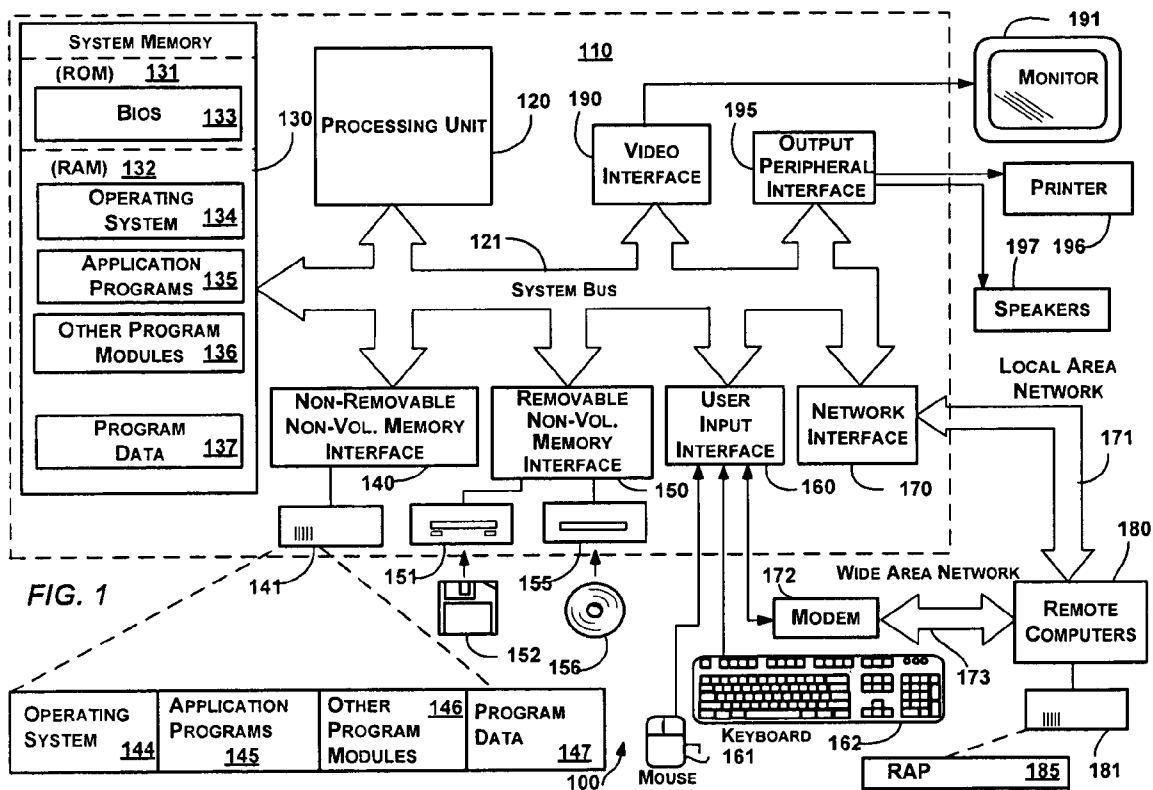 SYSTEM MEMORY
(ROM) 131
BIOS 133
(RAM) 132
OPERATING
SYSTEM 134
APPLICATION
PROGRAMS 135
OTHER PROGRAM
MODULES 136
PROGRAM
DATA 137
130
PROCESSING UNIT
120
110
190
VIDEO
INTERFACE
195
OUTPUT
PERIPHERAL
INTERFACE
191
MONITOR
PRINTER
196
197
SPEAKERS
121
SYSTEM BUS
NON-REMOVABLE
NON-VOL. MEMORY
INTERFACE
140
REMOVABLE
NON-VOL.
MEMORY
INTERFACE
150
USER
INPUT
INTERFACE
160
NETWORK
INTERFACE
170
LOCAL AREA
NETWORK
171
141
151
152
155
156
FIG. 1
172
MODEM
WIDE AREA NETWORK
173
180
REMOTE
COMPUTERS
181
RAP 185
KEYBOARD
162
161
MOUSE
100
OPERATING
SYSTEM 144
APPLICATION
PROGRAMS
145
OTHER
PROGRAM
MODULES
146
PROGRAM
DATA
147